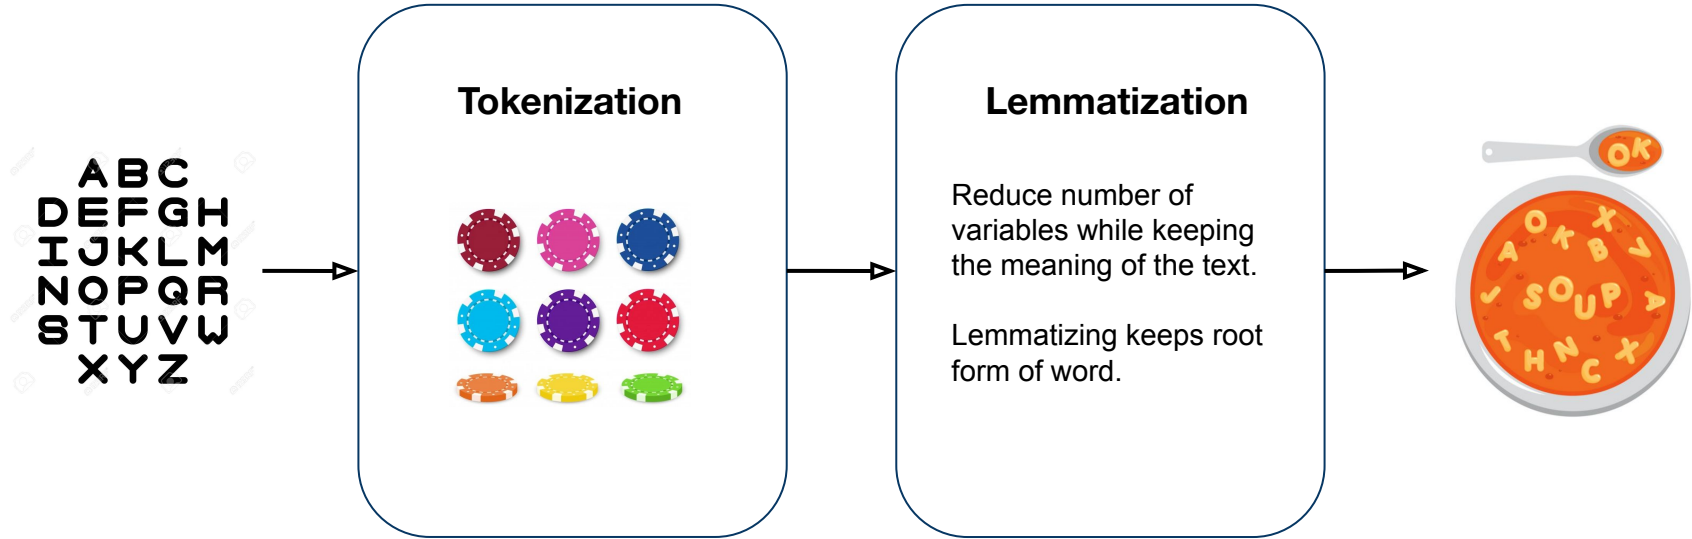 A B C
D E F G H
I J K L M
N O P Q R
S T U V W
X Y Z
Tokenization
Lemmatization
Reduce number of
variables while keeping
the meaning of the text.
Lemmatizing keeps root
form of word.
OK
O X
A K B V
J SOUP A
T H N C X